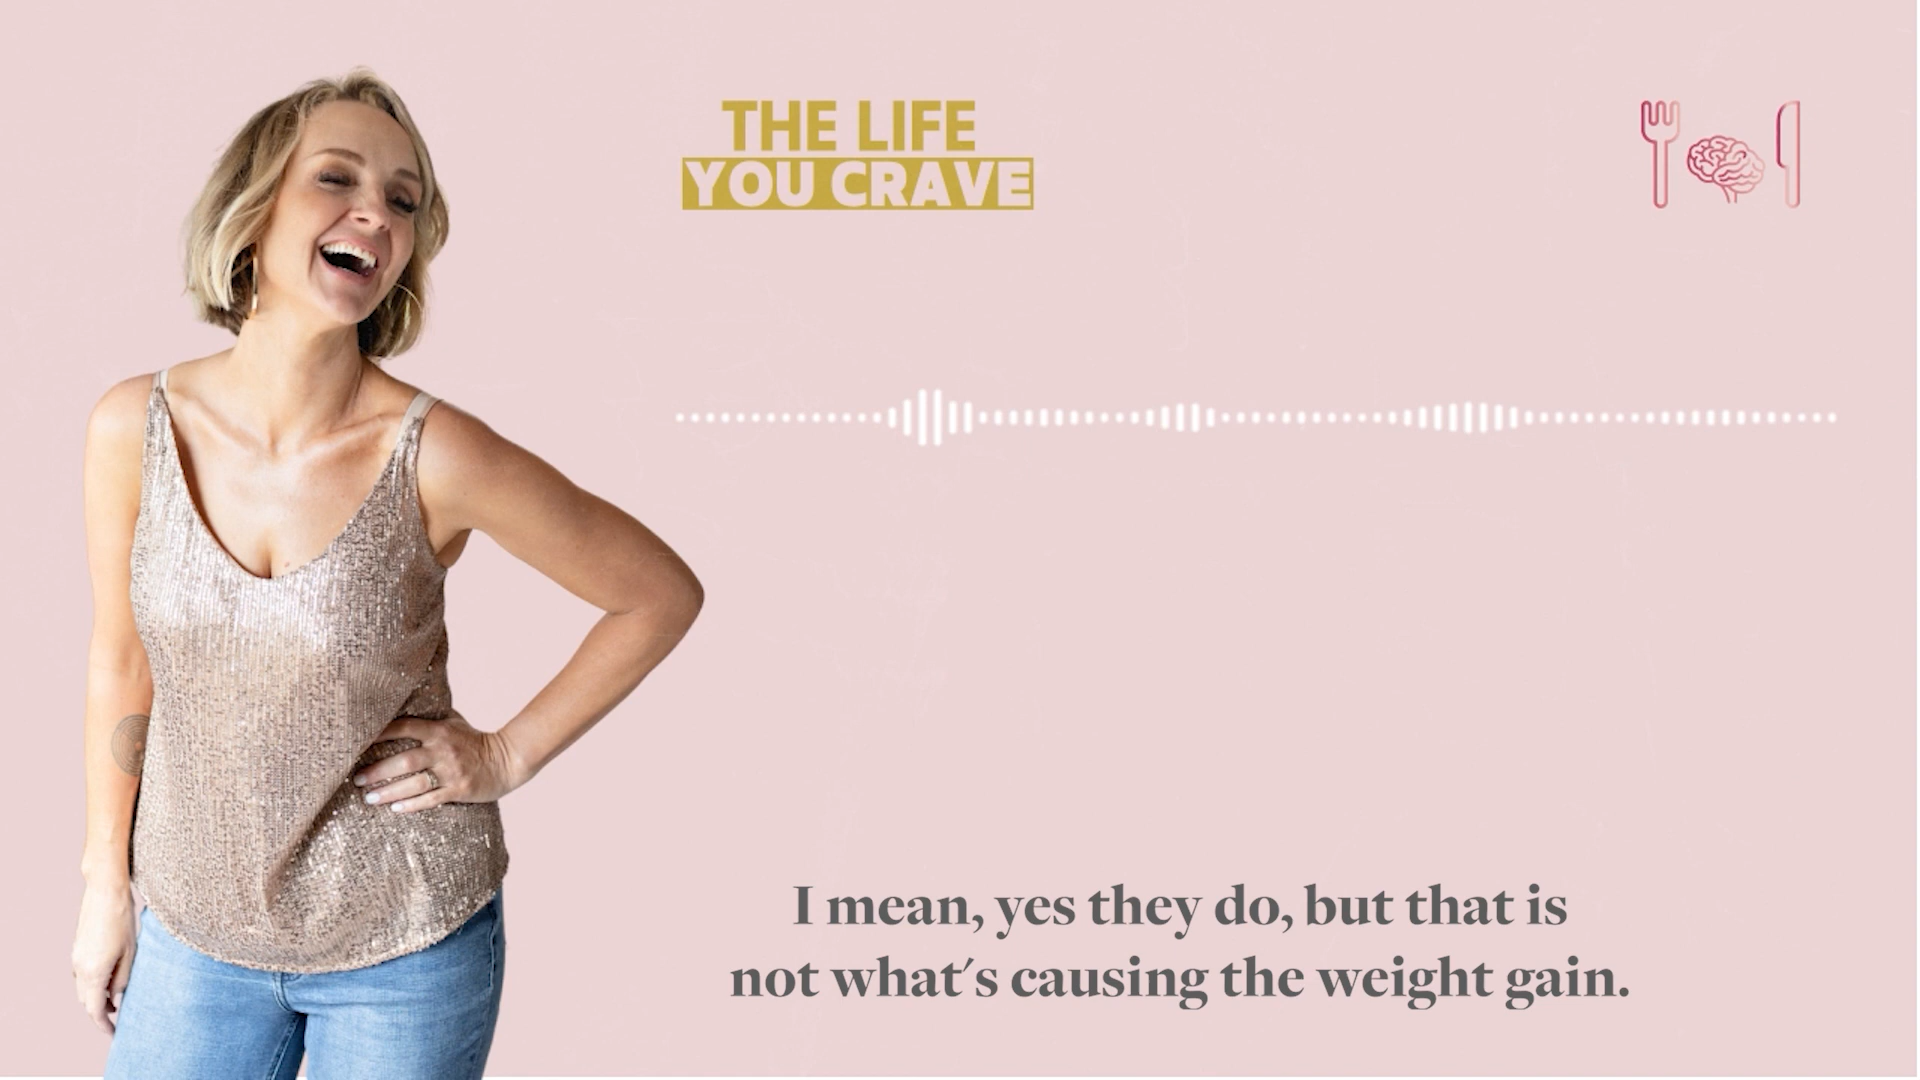 THE LIFE
YOU CRAVE
I mean, yes they do, but that is
not what's causing the weight gain.